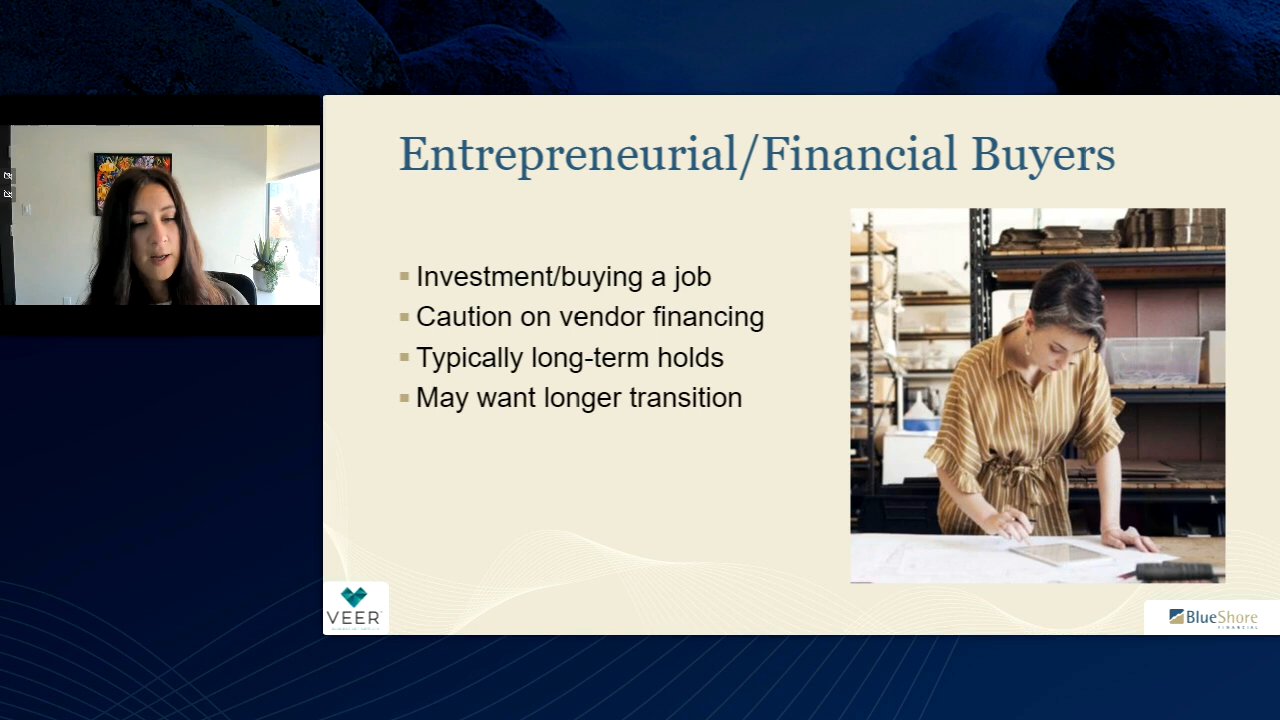 Entrepreneurial/Financial Buyers
Investment/buying a job
Caution on vendor financing
Typically long-term holds
May want longer transition
VEER
BlueShore
FINANCIAL